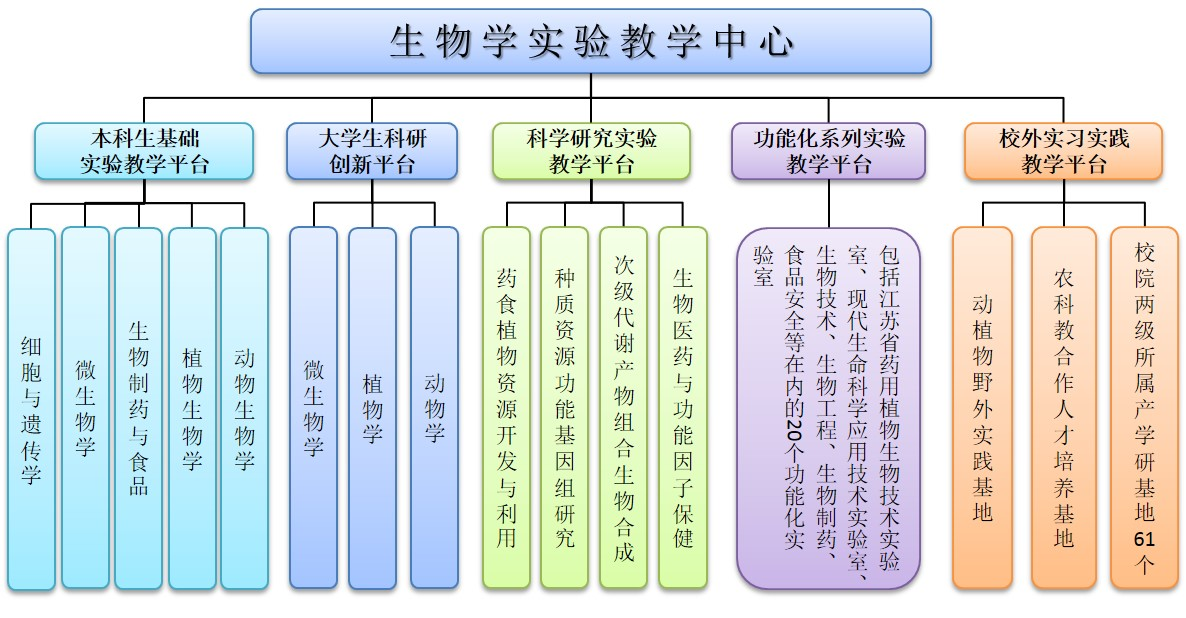 生物学实验教学中心
本科生基础
实验教学平台
大学生科研
创新平台
科学研究实验
教学平台
功能化系列实验
教学平台
校外实习实践
教学平台
细胞与遗传学
微生物学
生物制药与食品
植物生物学
动物生物学
微生物学
植物学
动物学
药食植物资源开发与利用
种质资源功能基因组研究
次级代谢产物组合生物合成
生物医药与功能因子保健
包括江苏省药用植物生物技术实验
室、现代生命科学应用技术实验室、
生物技术、生物工程、生物制药、
食品安全等在内的20个功能化实
验室
动植物野外实践基地
农科教合作人才培养基地
校院两级所属产学研基地61个